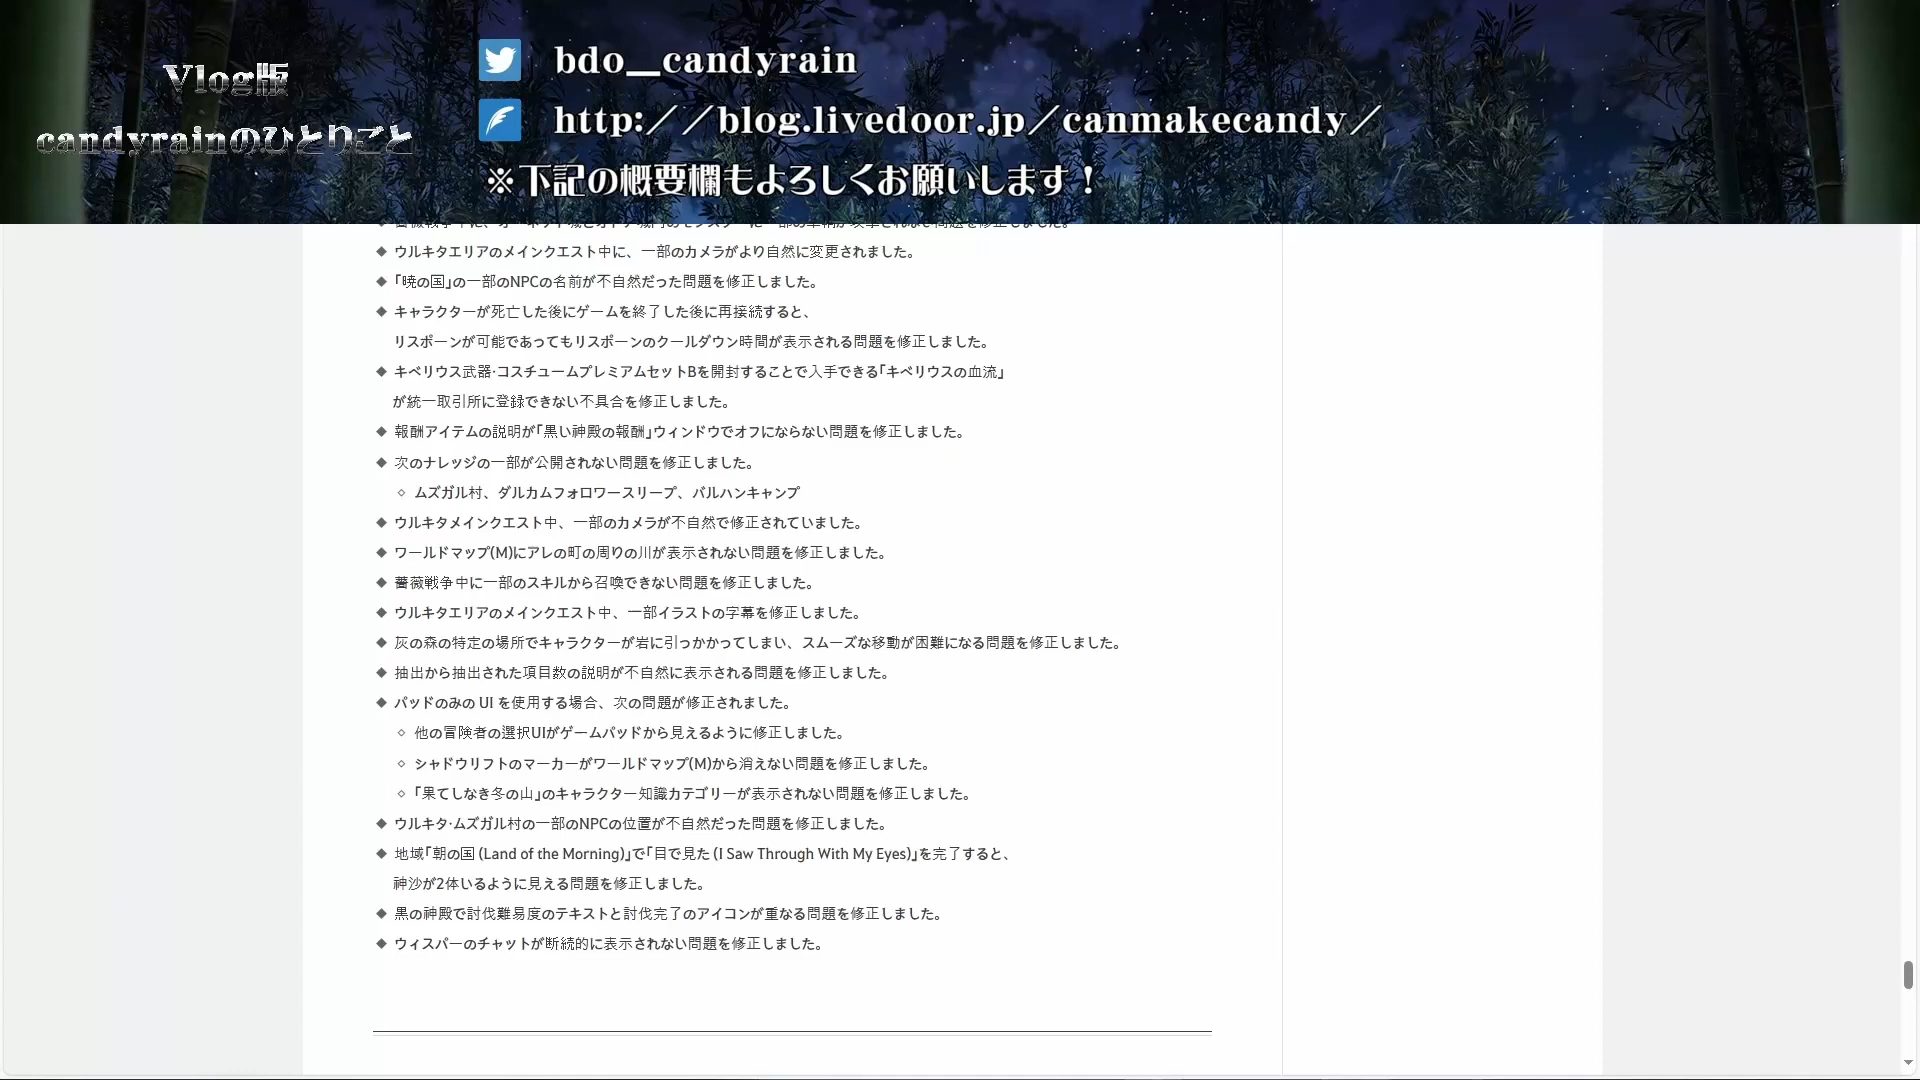 Vlog版
candyrainのひとりごと
bdo__candyrain
http://blog.livedoor.jp/canmakecandy/
※下記の概要欄もよろしくお願いします！
◆ ウルキタエリアのメインクエスト中に、一部のカメラがより自然に変更されました。
◆ 「暁の国」の一部のNPCの名前が不自然だった問題を修正しました。
◆ キャラクターが死亡した後にゲームを終了した後に再接続すると、
リスポーンが可能であってもリスポーンのクールダウン時間が表示される問題を修正しました。
◆ キベリウス武器·コスチュームプレミアムセットBを開封することで入手できる「キベリウスの血流」
が統一取引所に登録できない不具合を修正しました。
◆ 報酬アイテムの説明が「黒い神殿の報酬」ウィンドウでオフにならない問題を修正しました。
◆ 次のナレッジの一部が公開されない問題を修正しました。
◇ ムズガル村、ダルカムフォロワースリープ、バルハンキャンプ
◆ ウルキタメインクエスト中、一部のカメラが不自然で修正されていました。
◆ ワールドマップ(M)にアレの町の周りの川が表示されない問題を修正しました。
◆ 薔薇戦争中に一部のスキルから召喚できない問題を修正しました。
◆ ウルキタエリアのメインクエスト中、一部イラストの字幕を修正しました。
◆ 灰の森の特定の場所でキャラクターが岩に引っかかってしまい、スムーズな移動が困難になる問題を修正しました。
◆ 抽出から抽出された項目数の説明が不自然に表示される問題を修正しました。
◆ パッドのみの UI を使用する場合、次の問題が修正されました。
◇ 他の冒険者の選択UIがゲームパッドから見えるように修正しました。
◇ シャドウリフトのマーカーがワールドマップ(M)から消えない問題を修正しました。
◇ 「果てしなき冬の山」のキャラクター知識カテゴリーが表示されない問題を修正しました。
◆ ウルキタ·ムズガル村の一部のNPCの位置が不自然だった問題を修正しました。
◆ 地域「朝の国 (Land of the Morning)」で「目で見た (I Saw Through With My Eyes)」を完了すると、
神沙が2体いるように見える問題を修正しました。
◆ 黒の神殿で討伐難易度のテキストと討伐完了のアイコンが重なる問題を修正しました。
◆ ウィスパーのチャットが断続的に表示されない問題を修正しました。